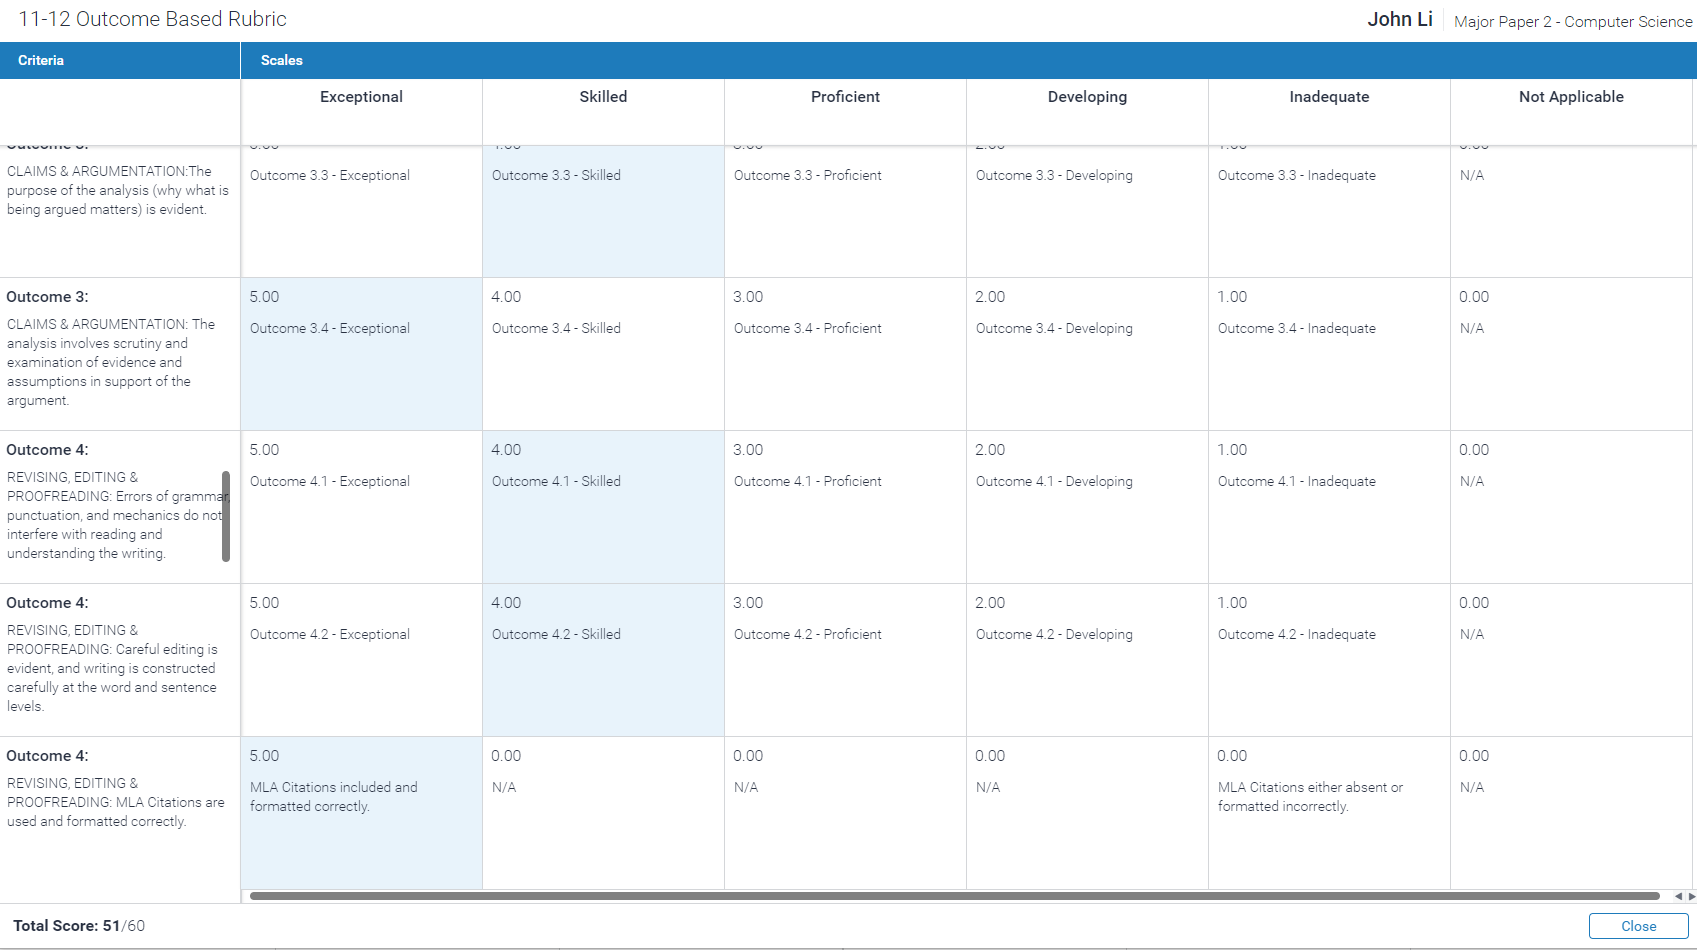 11-12 Outcome Based Rubric
John Li
Major Paper 2 - Computer Science
Criteria
Scales
Exceptional
Skilled
Proficient
Developing
Inadequate
Not Applicable
CLAIMS & ARGUMENTATION:The
purpose of the analysis (why what is
being argued matters) is evident.
Outcome 3.3 - Exceptional
Outcome 3.3 - Skilled
Outcome 3.3 - Proficient
Outcome 3.3 - Developing
Outcome 3.3 - Inadequate
N/A
Outcome 3:
CLAIMS & ARGUMENTATION: The
analysis involves scrutiny and
examination of evidence and
assumptions in support of the
argument.
5.00
Outcome 3.4 - Exceptional
4.00
Outcome 3.4 - Skilled
3.00
Outcome 3.4 - Proficient
2.00
Outcome 3.4 - Developing
1.00
Outcome 3.4 - Inadequate
0.00
N/A
Outcome 4:
REVISING, EDITING &
PROOFREADING: Errors of grammar,
punctuation, and mechanics do not
interfere with reading and
understanding the writing.
5.00
Outcome 4.1 - Exceptional
4.00
Outcome 4.1 - Skilled
3.00
Outcome 4.1 - Proficient
2.00
Outcome 4.1 - Developing
1.00
Outcome 4.1 - Inadequate
0.00
N/A
Outcome 4:
REVISING, EDITING &
PROOFREADING: Careful editing is
evident, and writing is constructed
carefully at the word and sentence
levels.
5.00
Outcome 4.2 - Exceptional
4.00
Outcome 4.2 - Skilled
3.00
Outcome 4.2 - Proficient
2.00
Outcome 4.2 - Developing
1.00
Outcome 4.2 - Inadequate
0.00
N/A
Outcome 4:
REVISING, EDITING &
PROOFREADING: MLA Citations are
used and formatted correctly.
5.00
MLA Citations included and
formatted correctly.
0.00
N/A
0.00
N/A
0.00
N/A
0.00
MLA Citations either absent or
formatted incorrectly.
0.00
N/A
Total Score: 51/60
Close